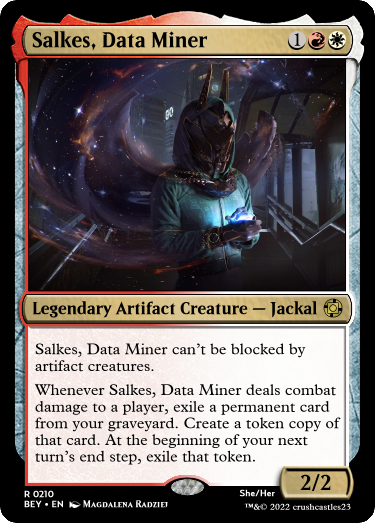 Salkes, Data Miner 1
GO
Legendary Artifact Creature — Jackal
Salkes, Data Miner can't be blocked by
artifact creatures.
Whenever Salkes, Data Miner deals combat
damage to a player, exile a permanent card
from your graveyard. Create a token copy of
that card. At the beginning of your next
turn's end step, exile that token.
2/2
R 0210 She/Her
BEY • EN Magdalena Radziej ™&© 2022 crushcastles23